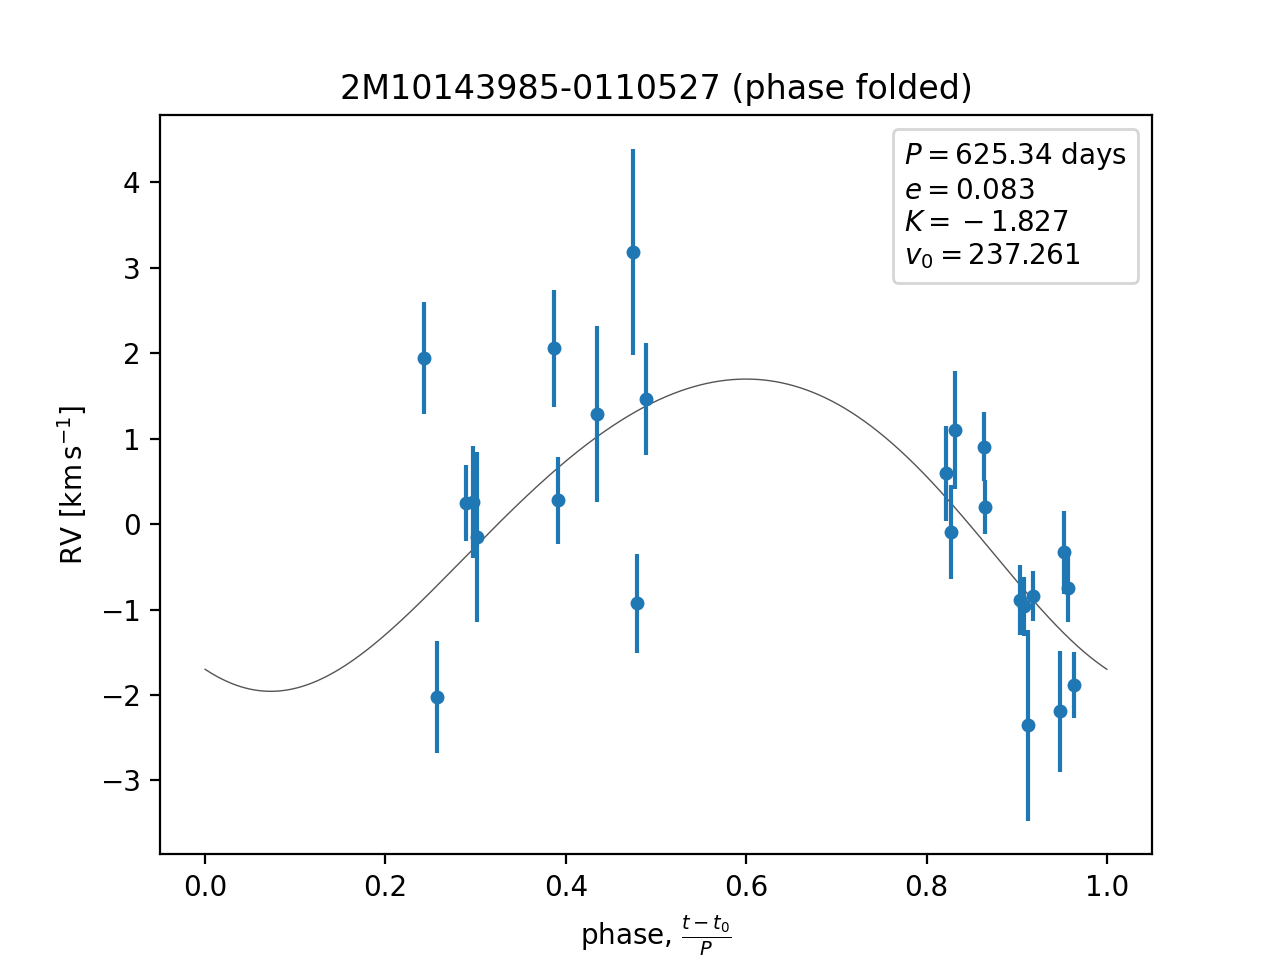 2M10143985-0110527 (phase folded)
P = 625.34 days
e = 0.083
K = −1.827
v₀ = 237.261
4
3
2
1
0
−1
−2
−3
RV [km s⁻¹]
0.0 0.2 0.4 0.6 0.8 1.0
phase, (t − t₀)/P